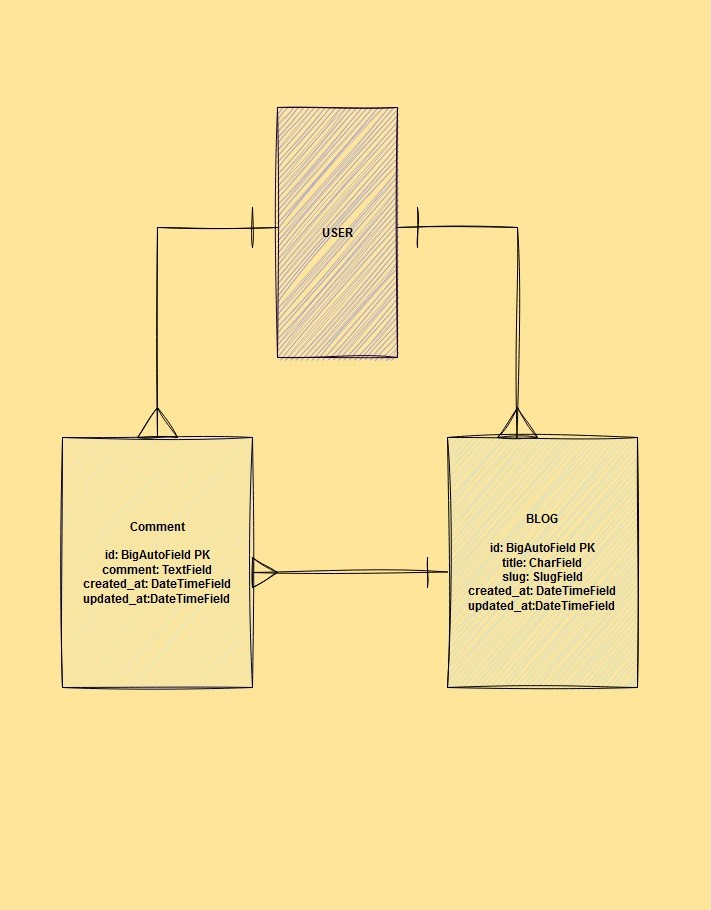 USER
Comment
id: BigAutoField PK
comment: TextField
created_at: DateTimeField
updated_at:DateTimeField
BLOG
id: BigAutoField PK
title: CharField
slug: SlugField
created_at: DateTimeField
updated_at:DateTimeField